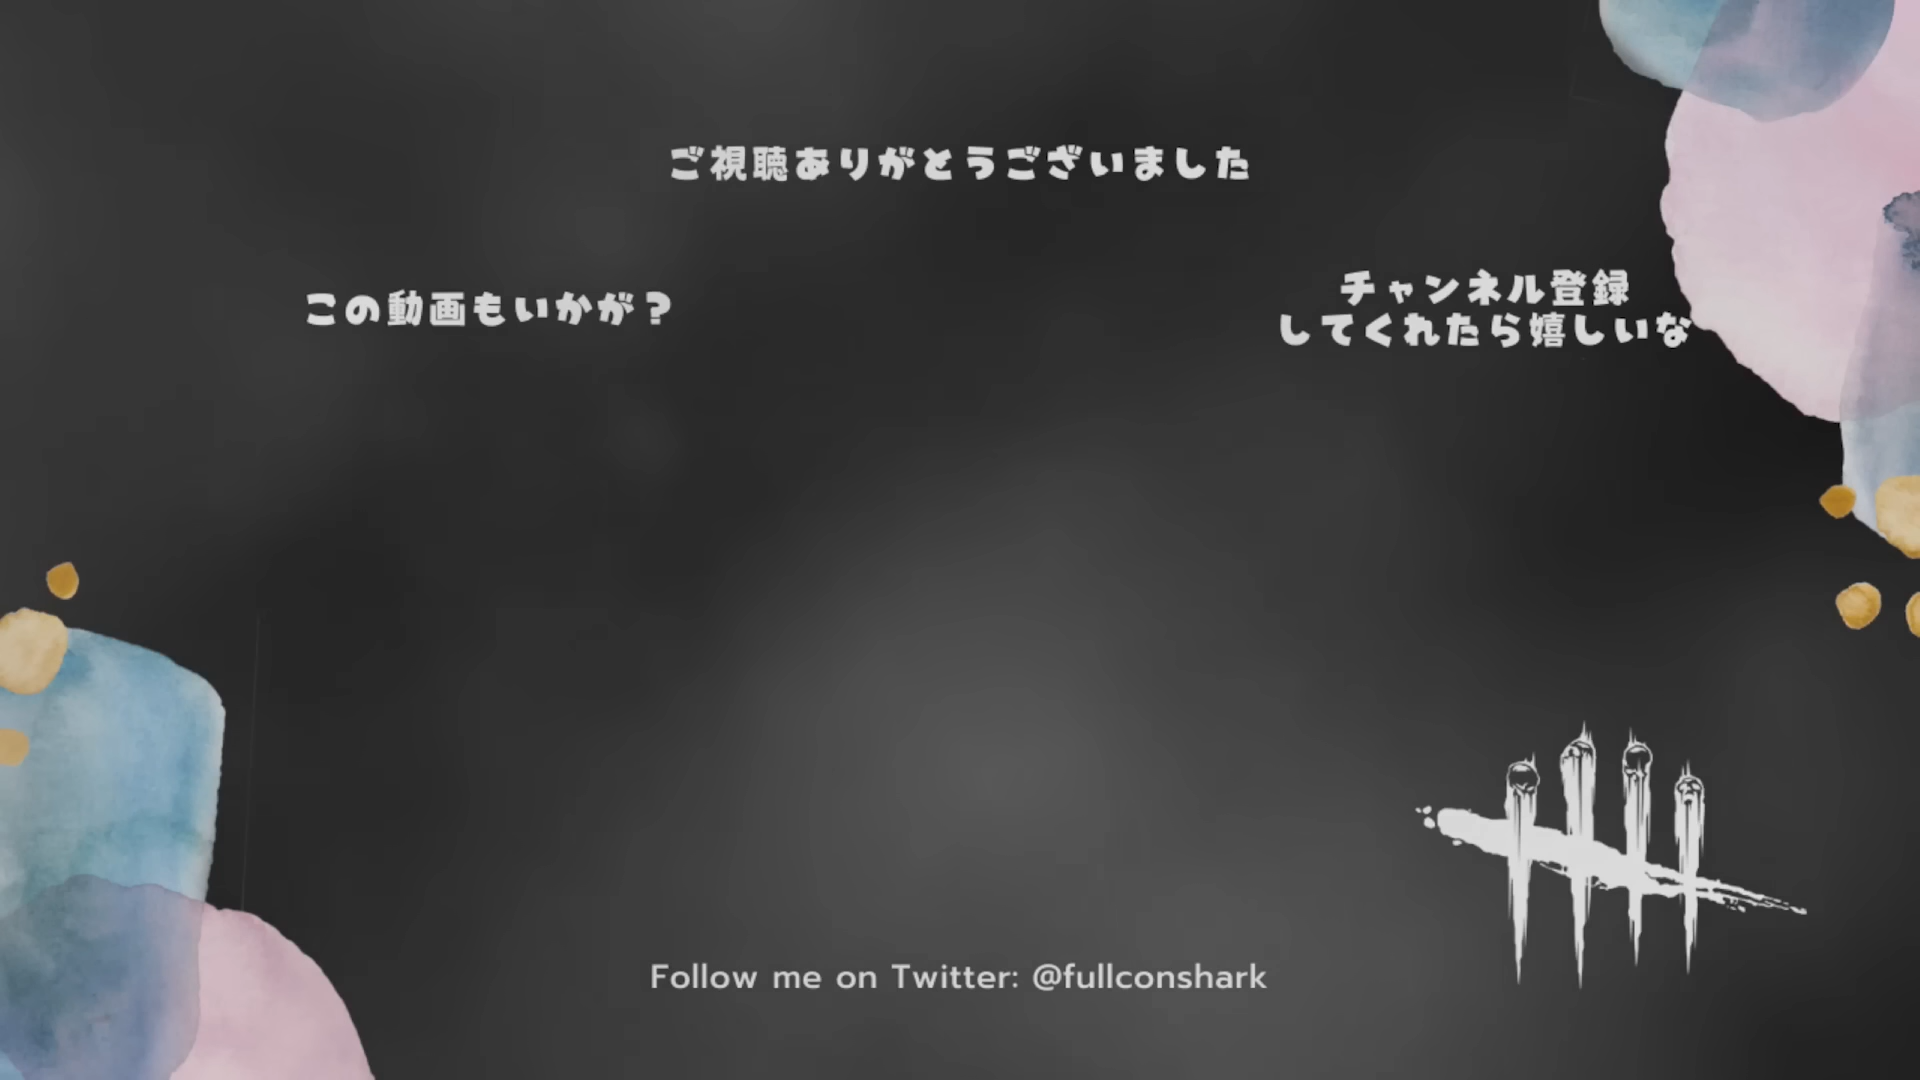 ご視聴ありがとうございました
この動画もいかが？
チャンネル登録
してくれたら嬉しいな
Follow me on Twitter: @fullconshark